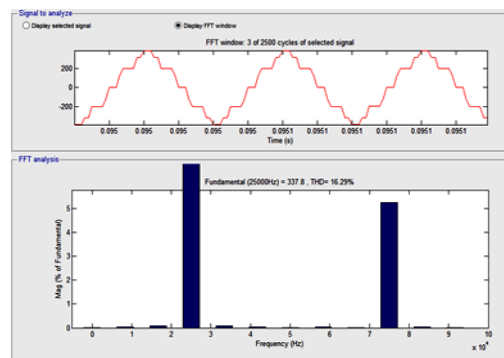 Signal to analyze
Display selected signal
Display FFT window
FFT window: 3 of 2500 cycles of selected signal
200
0
-200
0.095 0.095 0.095 0.095 0.0951 0.0951 0.0951 0.0951 0.0951
Time (s)
FFT analysis
Fundamental (25000Hz) = 337.8 , THD= 16.29%
Mag (% of Fundamental)
5
4
3
2
1
0
0 1 2 3 4 5 6 7 8 9 10
Frequency (Hz)
x 10^4